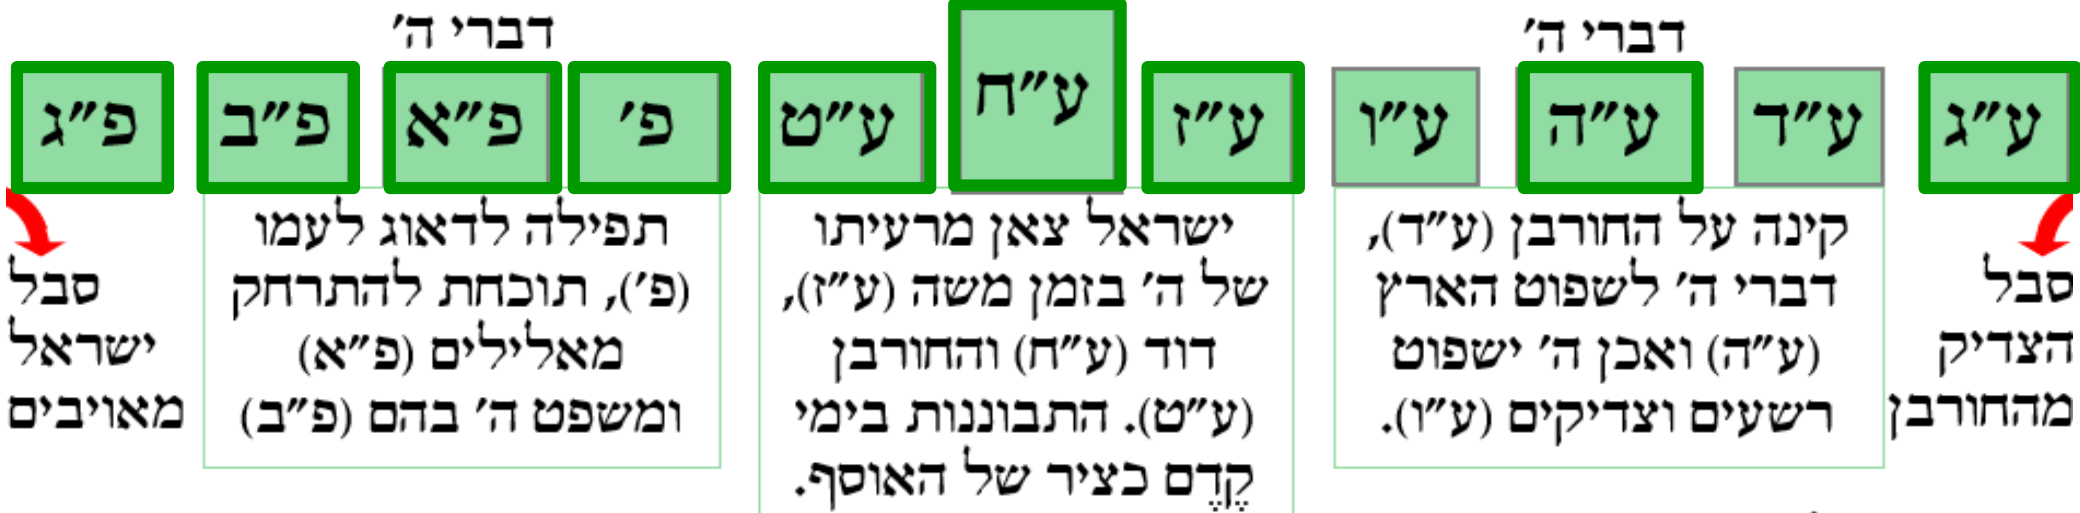 דברי ה׳
דברי ה׳
ע״ג
ע״ד
ע״ה
ע״ו
ע״ז
ע״ח
ע״ט
פ׳
פ״א
פ״ב
פ״ג
סבל
הצדיק
מהחורבן
קינה על החורבן (ע״ד),
דברי ה׳ לשפוט הארץ
(ע״ה) ואכן ה׳ ישפוט
רשעים וצדיקים (ע״ו).
ישראל צאן מרעיתו
של ה׳ בזמן משה (ע״ז),
דוד (ע״ח) והחורבן
(ע״ט). התבוננות בימי
קֶדֶם כציר של האוסף.
תפילה לדאוג לעמו
(פ׳), תוכחת להתרחק
מאלילים (פ״א)
ומשפט ה׳ בהם (פ״ב)
סבל
ישראל
מאויבים